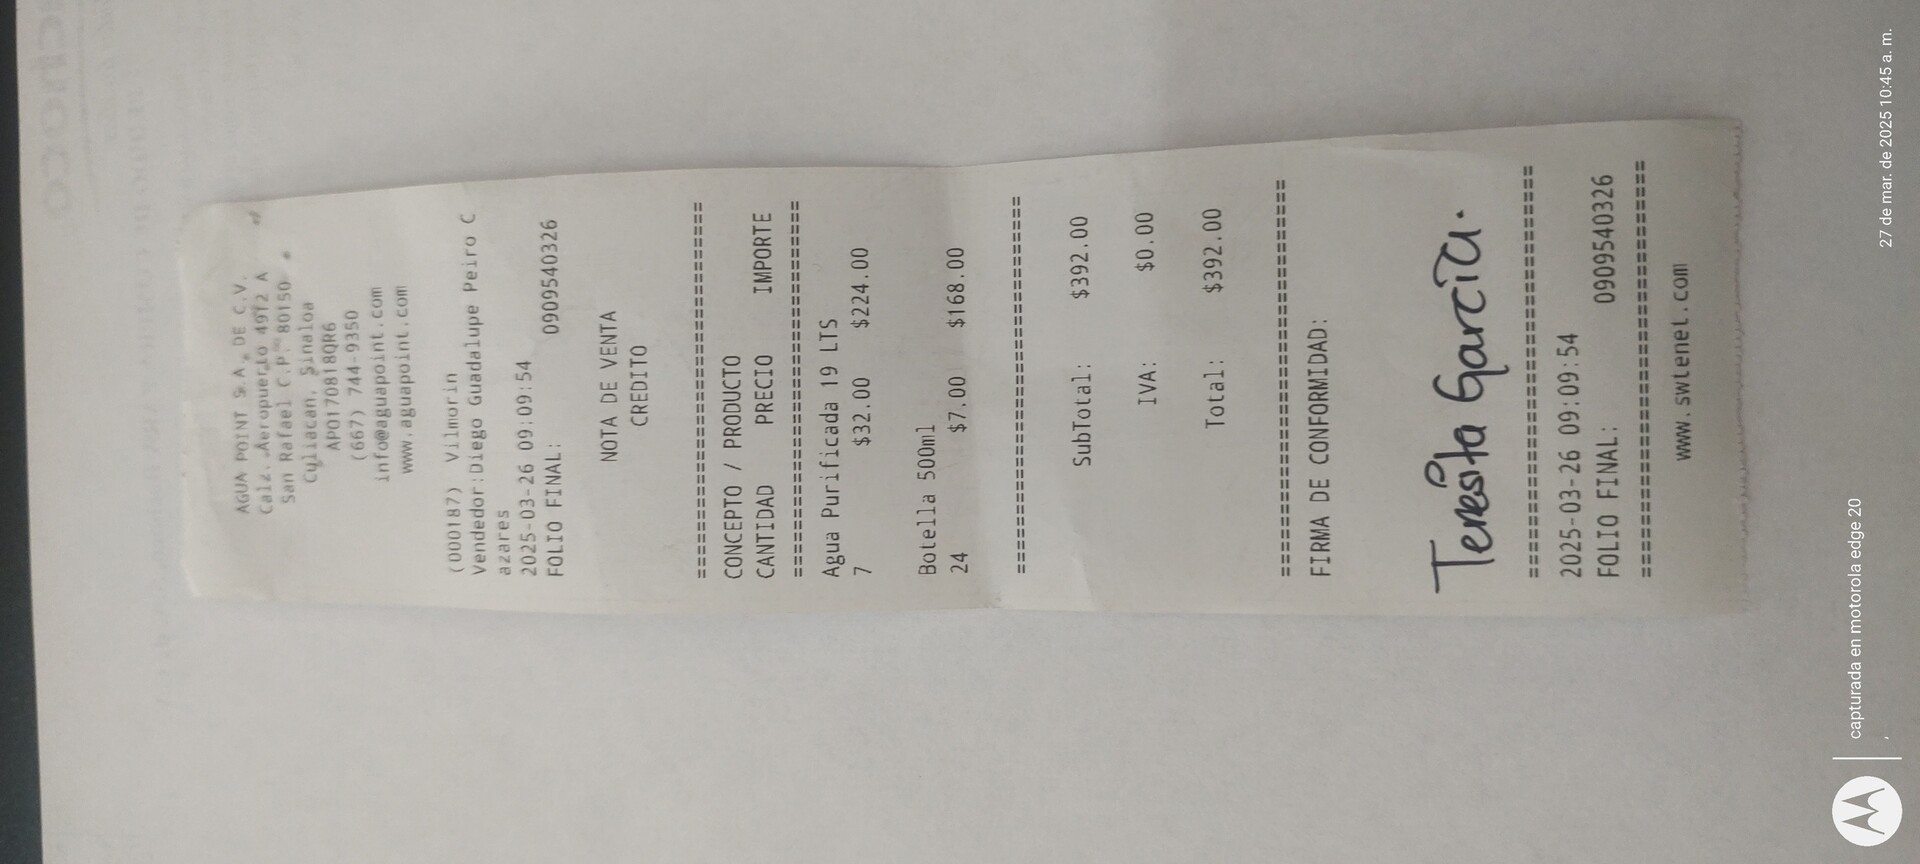 AGUA POINT S.A. DE C.V.
Calz. Aeropuerto 4972 A
San Rafael C.P. 80150
Culiacan, Sinaloa
APO170818QR6
(667) 744-9350
info@aguapoint.com
www.aguapoint.com
(000187) Vilmorin
Vendedor:Diego Guadalupe Peiro C
azares
2025-03-26 09:09:54
FOLIO FINAL: 0909540326
NOTA DE VENTA
CREDITO
================================
CONCEPTO / PRODUCTO
CANTIDAD PRECIO IMPORTE
================================
Agua Purificada 19 LTS
7 $32.00 $224.00
Botella 500ml
24 $7.00 $168.00
================================
SubTotal: $392.00
IVA: $0.00
Total: $392.00
================================
FIRMA DE CONFORMIDAD:
Teresita García.
================================
2025-03-26 09:09:54
FOLIO FINAL: 0909540326
================================
www.swtenet.com
capturada en motorola edge 20
27 de mar. de 2025 10:45 a. m.